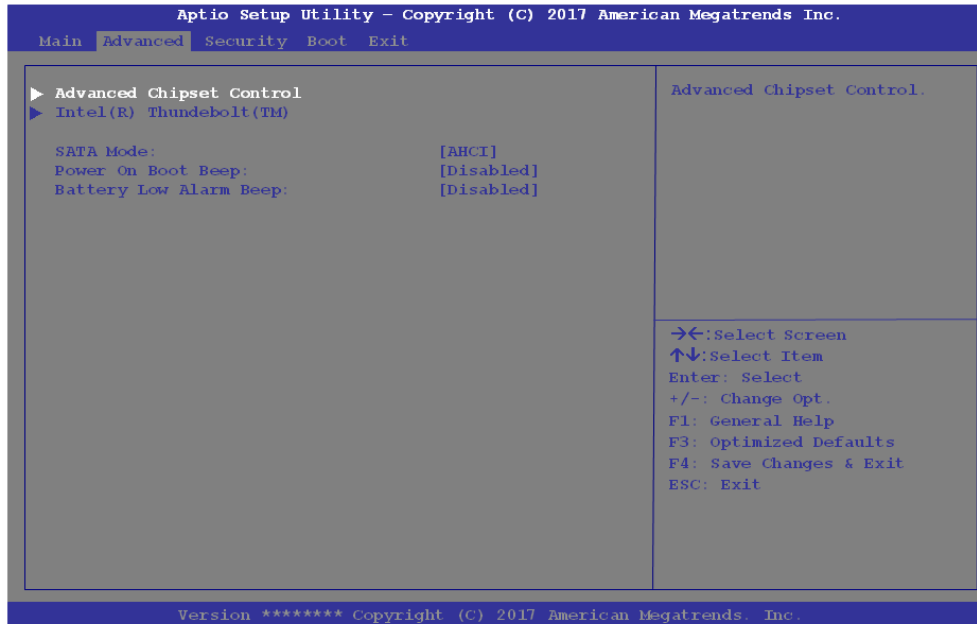 Aptio Setup Utility – Copyright (C) 2017 American Megatrends Inc.
Main Advanced Security Boot Exit
▶ Advanced Chipset Control
▶ Intel(R) Thundebolt(TM)
SATA Mode: [AHCI]
Power On Boot Beep: [Disabled]
Battery Low Alarm Beep: [Disabled]
Advanced Chipset Control.
→←:Select Screen
↑↓:Select Item
Enter: Select
+/-: Change Opt.
F1: General Help
F3: Optimized Defaults
F4: Save Changes & Exit
ESC: Exit
Version ******** Copyright (C) 2017 American Megatrends. Inc.